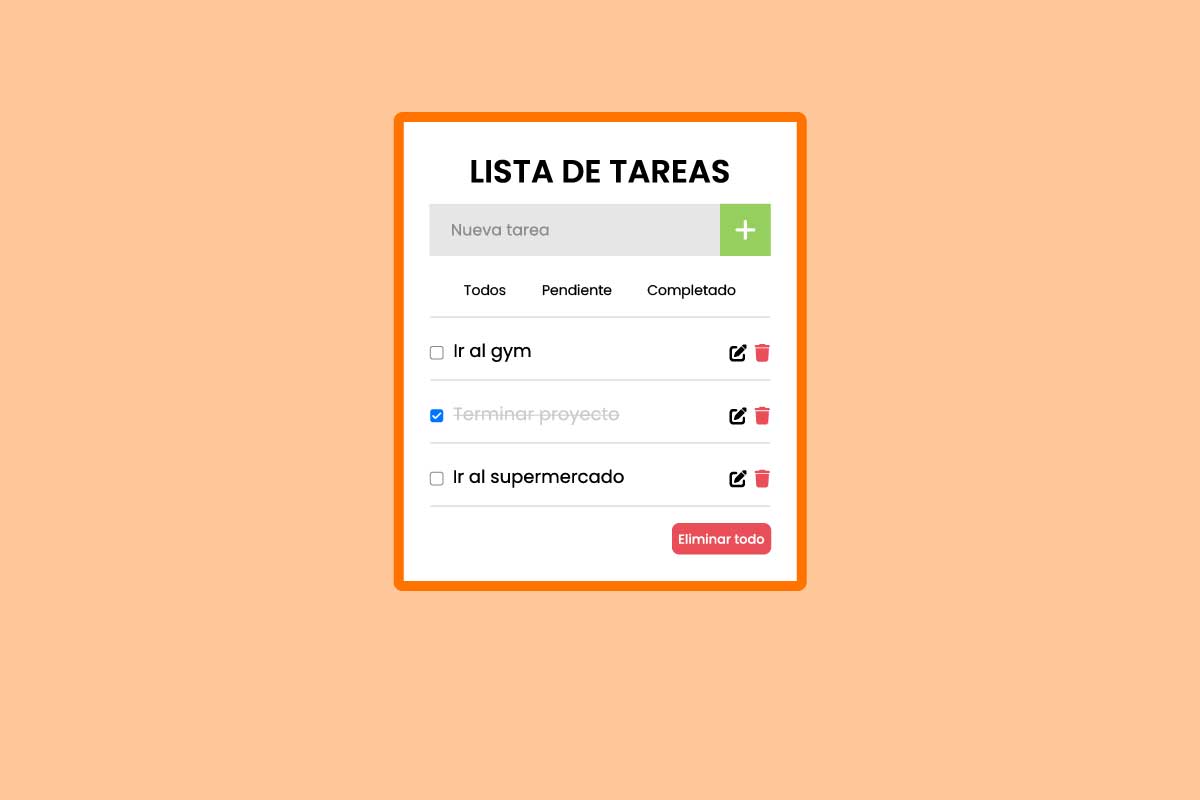 LISTA DE TAREAS
Nueva tarea
Todos Pendiente Completado
Ir al gym
Terminar proyecto
Ir al supermercado
Eliminar todo